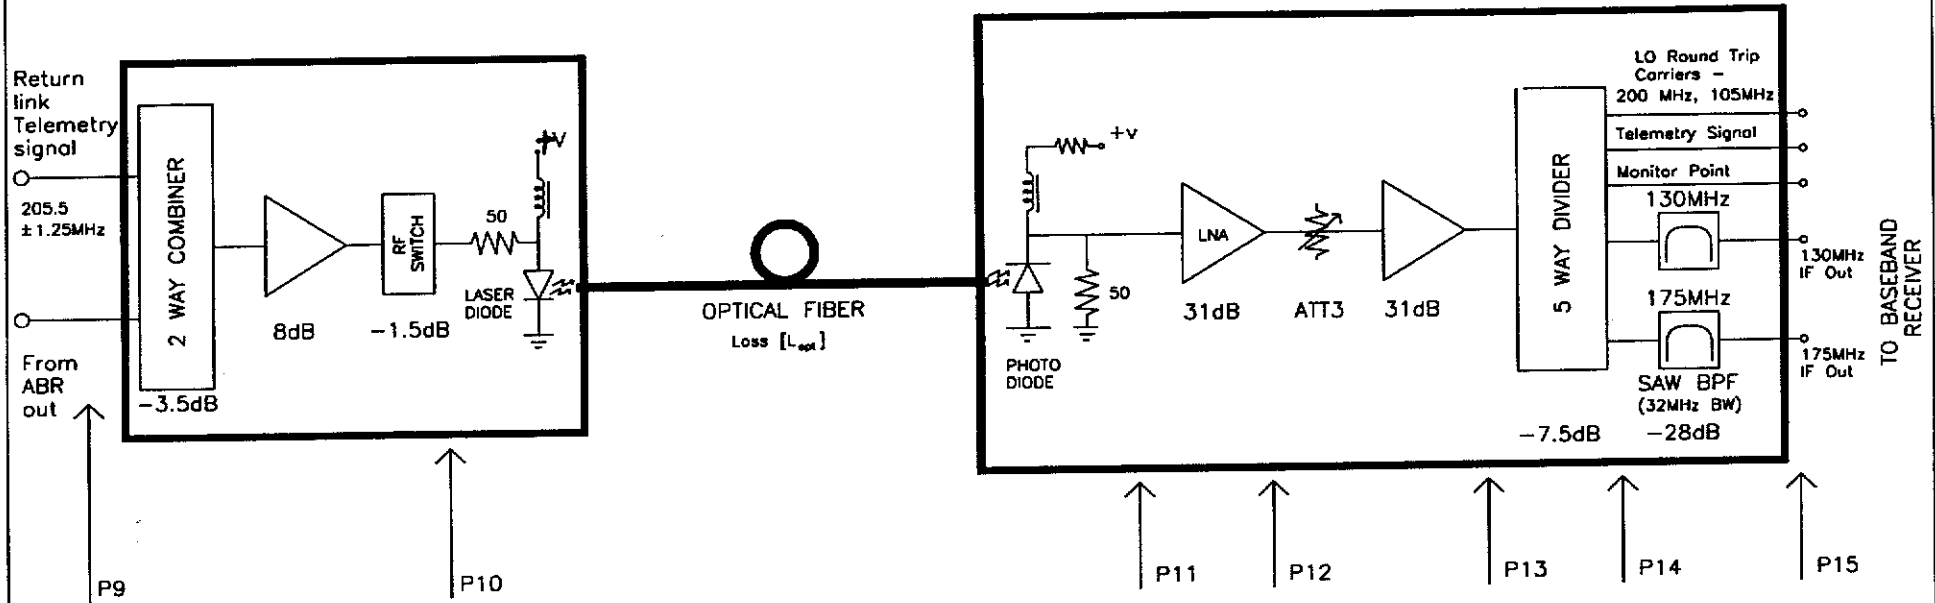 Return
link
Telemetry
signal
205.5
±1.25MHz
From
ABR
out
2 WAY COMBINER
-3.5dB
8dB
RF
SWITCH
-1.5dB
50
+V
LASER
DIODE
OPTICAL FIBER
Loss [Lopt]
+v
50
PHOTO
DIODE
LNA
31dB
ATT3
31dB
5 WAY DIVIDER
-7.5dB
LO Round Trip
Carriers -
200 MHz, 105MHz
Telemetry Signal
Monitor Point
130MHz
130MHz
IF Out
175MHz
175MHz
IF Out
SAW BPF
(32MHz BW)
-28dB
TO BASEBAND
RECEIVER
P9
P10
P11
P12
P13
P14
P15